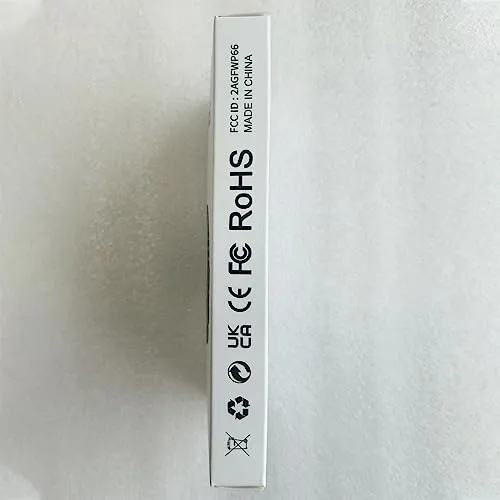 FCC ID : 2AGFWP66
MADE IN CHINA
RoHS
FC
CE
UK
CA